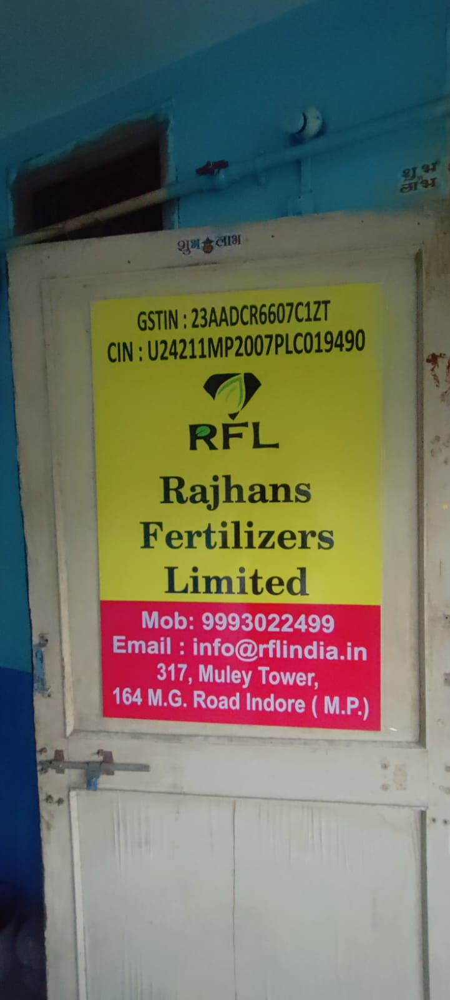 शुभ
लाभ
शुभ लाभ
GSTIN : 23AADCR6607C1ZT
CIN : U24211MP2007PLC019490
RFL
Rajhans
Fertilizers
Limited
Mob: 9993022499
Email : info@rflindia.in
317, Muley Tower,
164 M.G. Road Indore ( M.P.)